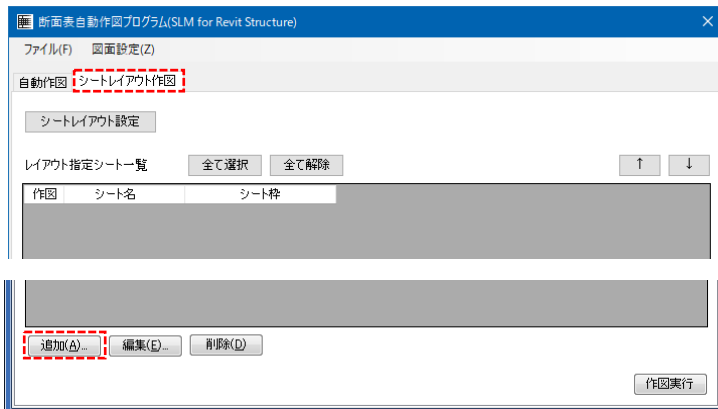 断面表自動作図プログラム(SLM for Revit Structure)
ファイル(F) 図面設定(Z)
自動作図 シートレイアウト作図
シートレイアウト設定
レイアウト指定シート一覧 全て選択 全て解除 ↑ ↓
作図 シート名 シート枠
追加(A)... 編集(E)... 削除(D)
作図実行